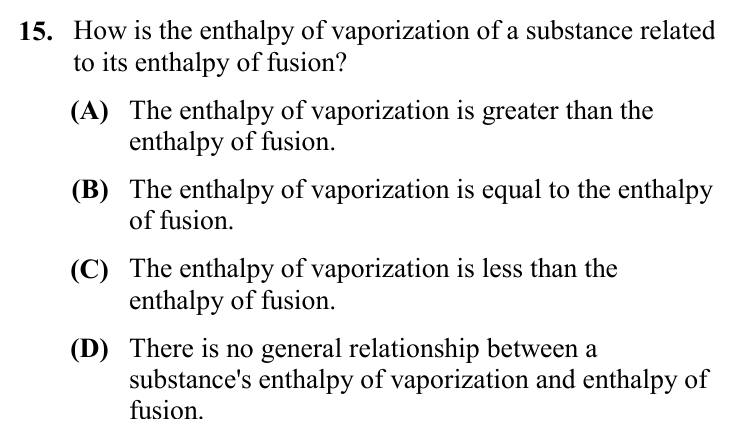 15. How is the enthalpy of vaporization of a substance related
to its enthalpy of fusion?
(A) The enthalpy of vaporization is greater than the
enthalpy of fusion.
(B) The enthalpy of vaporization is equal to the enthalpy
of fusion.
(C) The enthalpy of vaporization is less than the
enthalpy of fusion.
(D) There is no general relationship between a
substance's enthalpy of vaporization and enthalpy of
fusion.